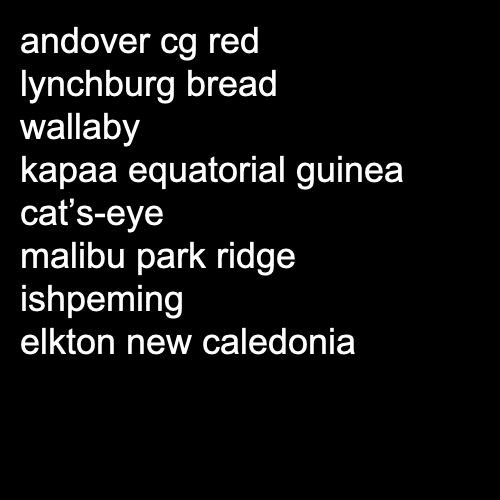 andover cg red
lynchburg bread
wallaby
kapaa equatorial guinea
cat’s-eye
malibu park ridge
ishpeming
elkton new caledonia